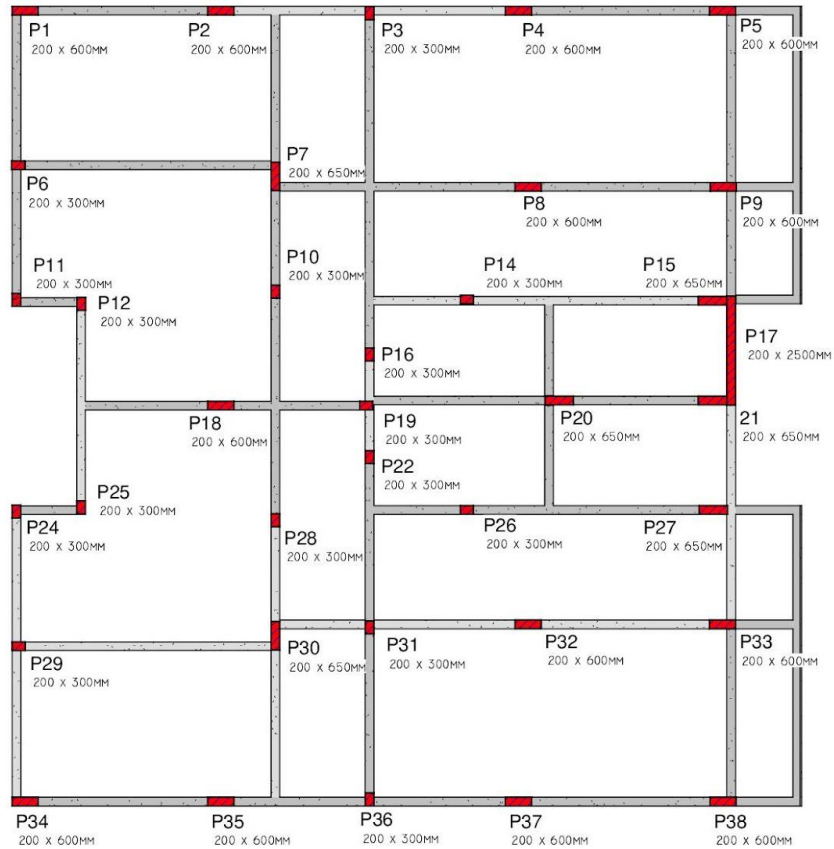 P1
200 x 600MM
P2
200 x 600MM
P3
200 x 300MM
P4
200 x 600MM
P5
200 x 600MM
P7
200 x 650MM
P6
200 x 300MM
P8
200 x 600MM
P9
200 x 600MM
P10
200 x 300MM
P11
200 x 300MM
P12
200 x 300MM
P14
200 x 300MM
P15
200 x 650MM
P17
200 x 2500MM
P16
200 x 300MM
P18
200 x 600MM
P19
200 x 300MM
P20
200 x 650MM
21
200 x 650MM
P22
200 x 300MM
P25
200 x 300MM
P24
200 x 300MM
P28
200 x 300MM
P26
200 x 300MM
P27
200 x 650MM
P29
200 x 300MM
P30
200 x 650MM
P31
200 x 300MM
P32
200 x 600MM
P33
200 x 600MM
P34
200 x 600MM
P35
200 x 600MM
P36
200 x 300MM
P37
200 x 600MM
P38
200 x 600MM